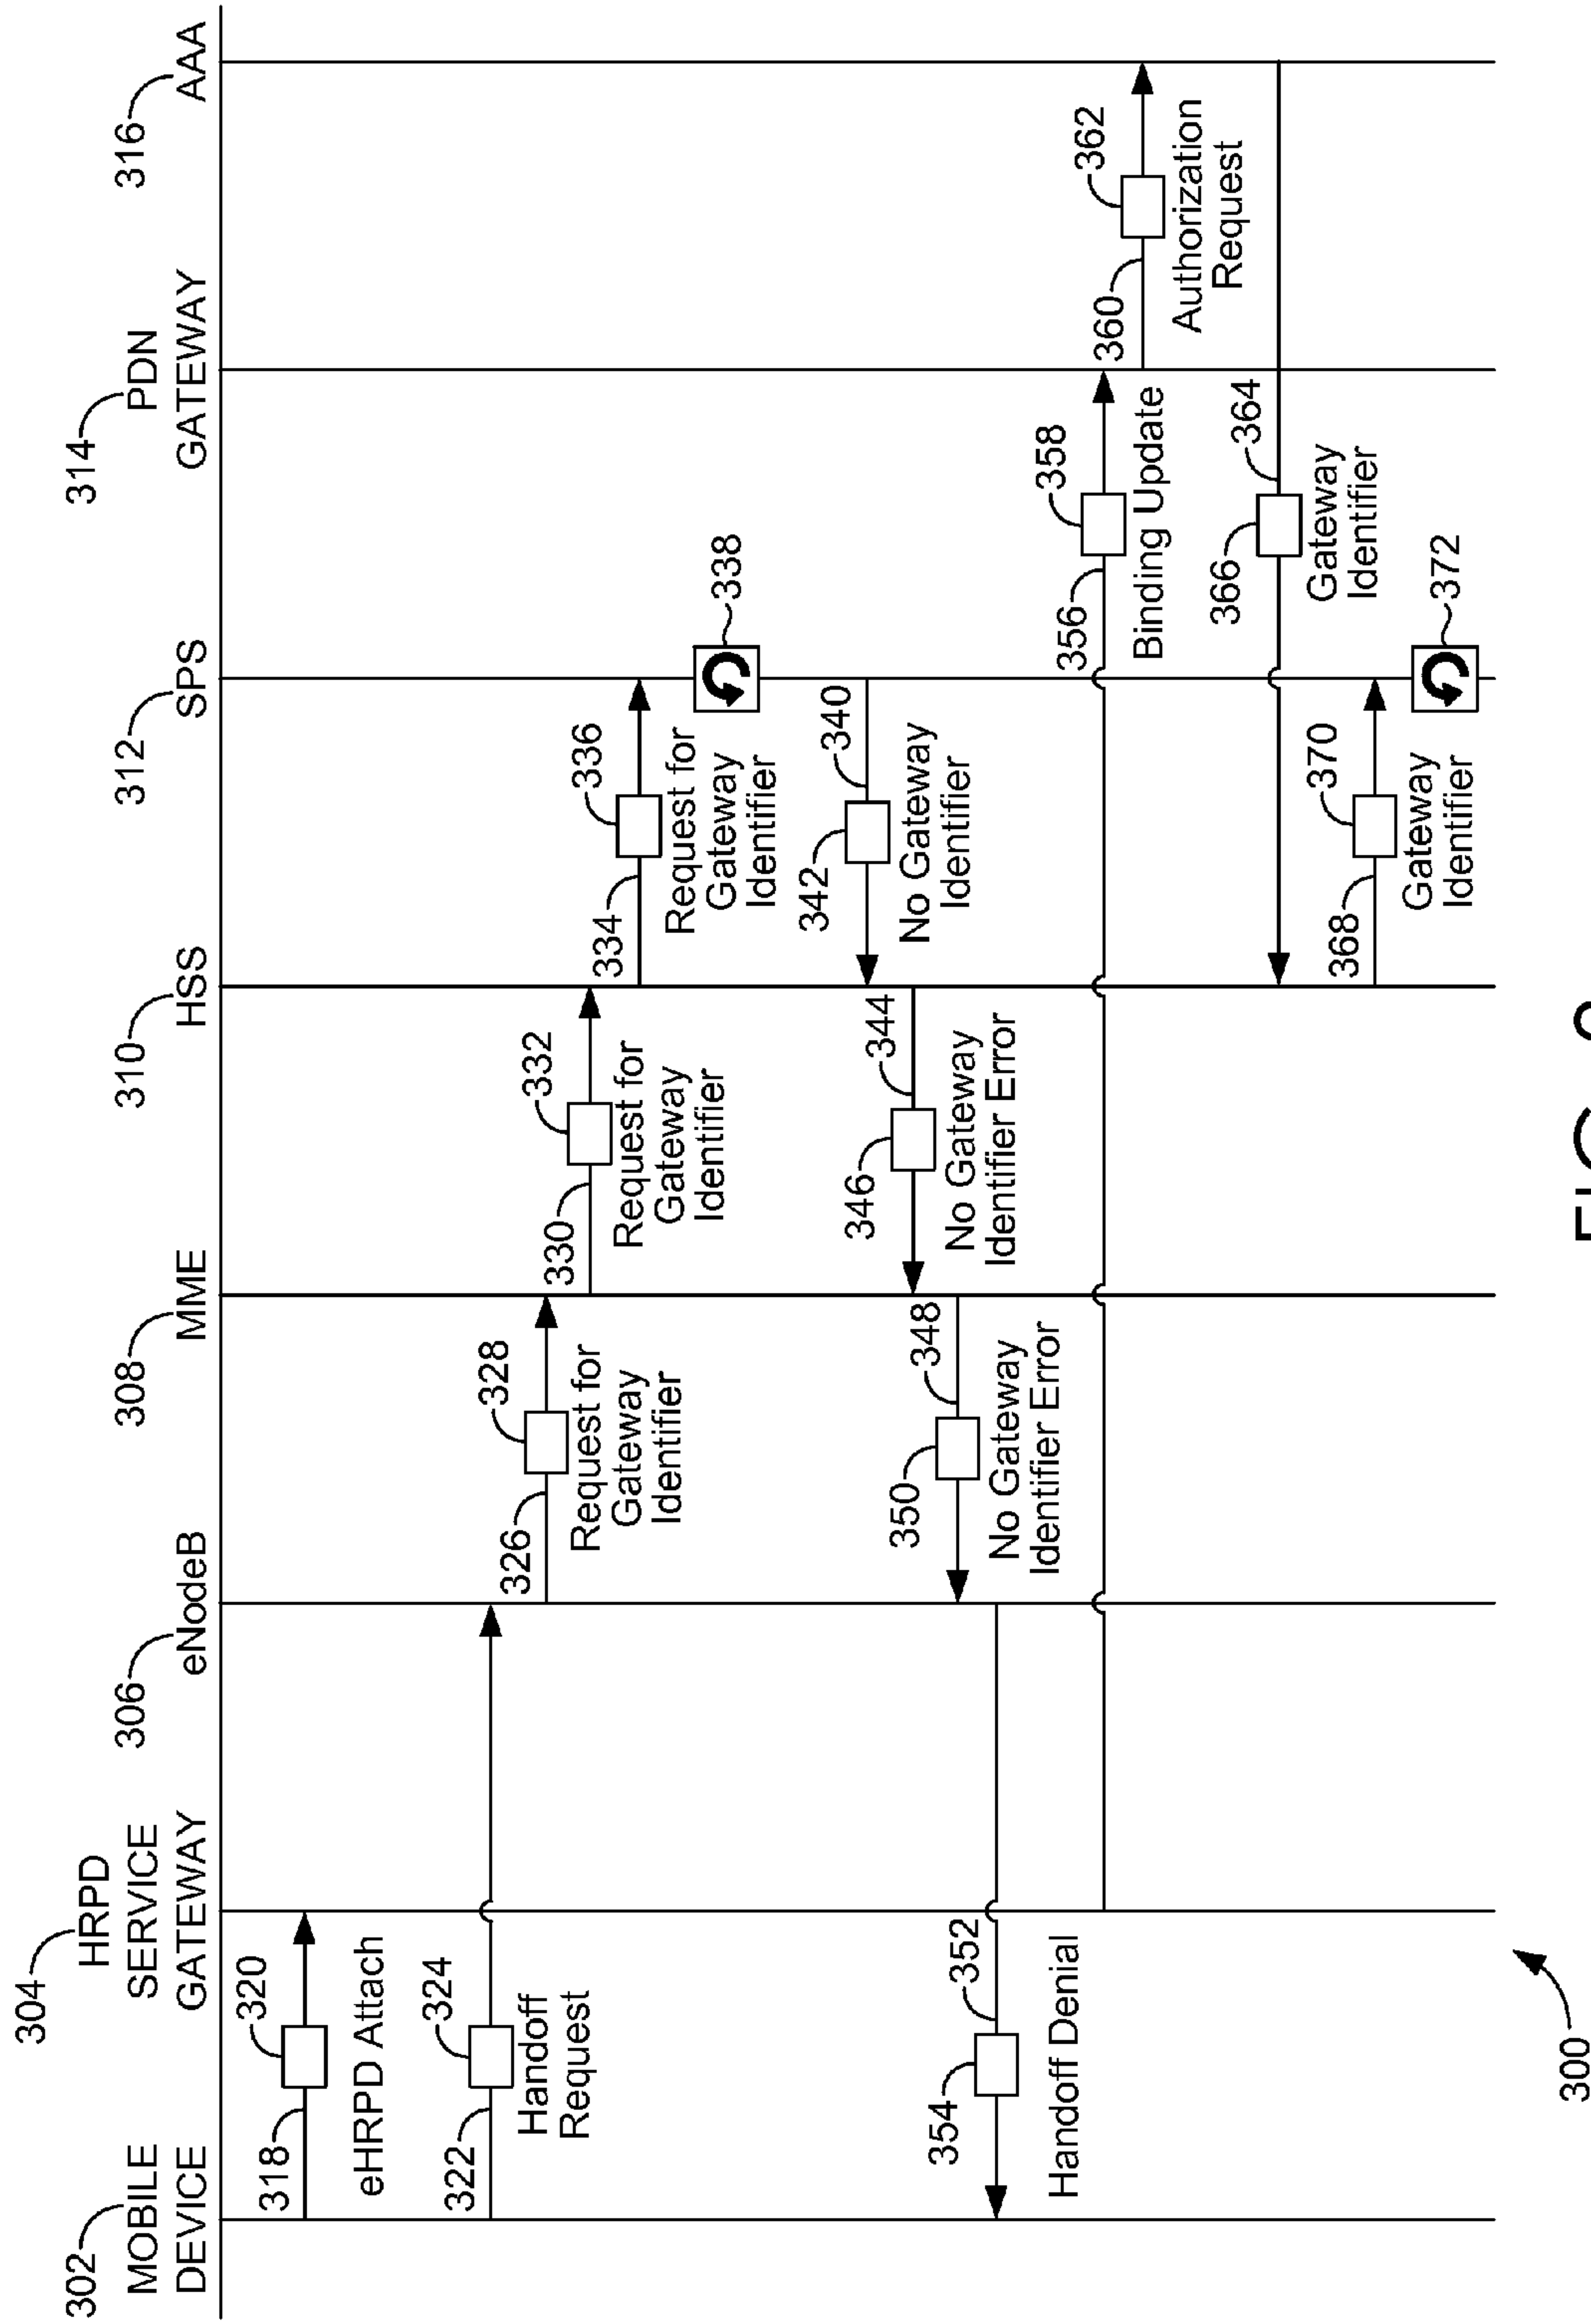 302
MOBILE
DEVICE
304
HRPD
SERVICE
GATEWAY
306
eNodeB
308
MME
310
HSS
312
SPS
314
PDN
GATEWAY
316
AAA
318
320
eHRPD Attach
322
324
Handoff
Request
326
328
Request for
Gateway
Identifier
330
332
Request for
Gateway
Identifier
334
336
Request for
Gateway
Identifier
338
342
340
No Gateway
Identifier
346
344
No Gateway
Identifier Error
350
348
No Gateway
Identifier Error
354
352
Handoff Denial
356
358
Binding Update
360
362
Authorization
Request
366
364
Gateway
Identifier
368
370
Gateway
Identifier
372
300